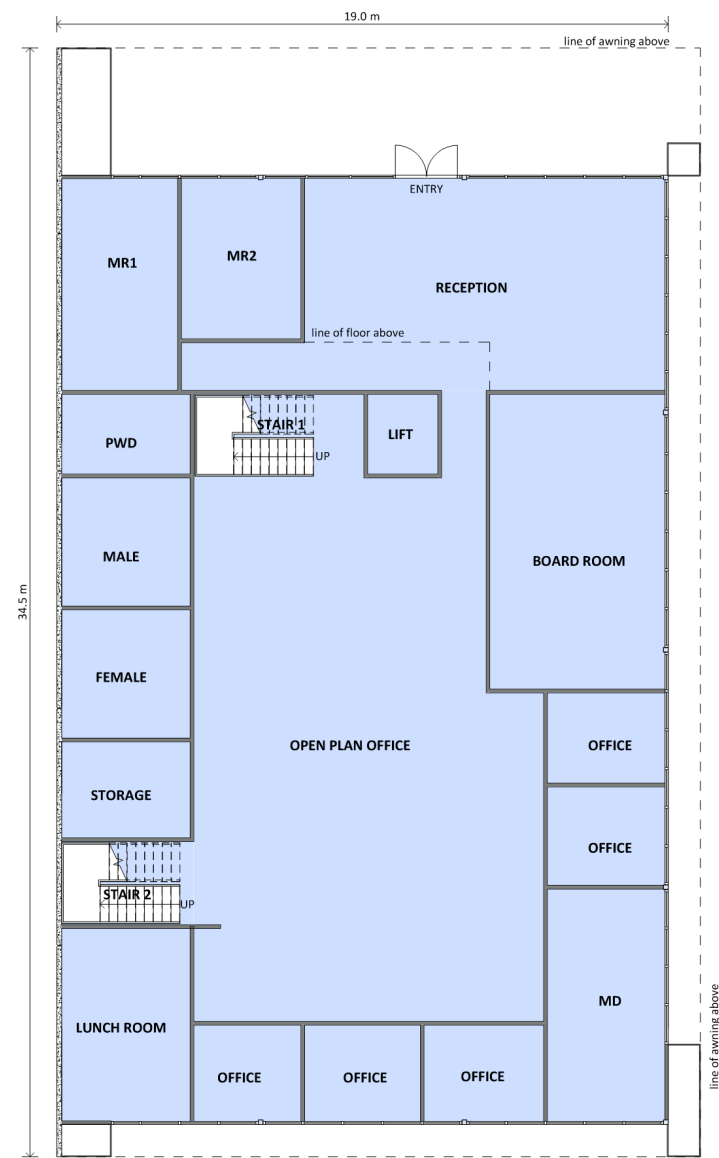 19.0 m
line of awning above
ENTRY
MR1
MR2
RECEPTION
line of floor above
STAIR 1
LIFT
PWD
UP
MALE
BOARD ROOM
34.5 m
FEMALE
OPEN PLAN OFFICE
OFFICE
STORAGE
OFFICE
STAIR 2
UP
MD
LUNCH ROOM
line of awning above
OFFICE
OFFICE
OFFICE